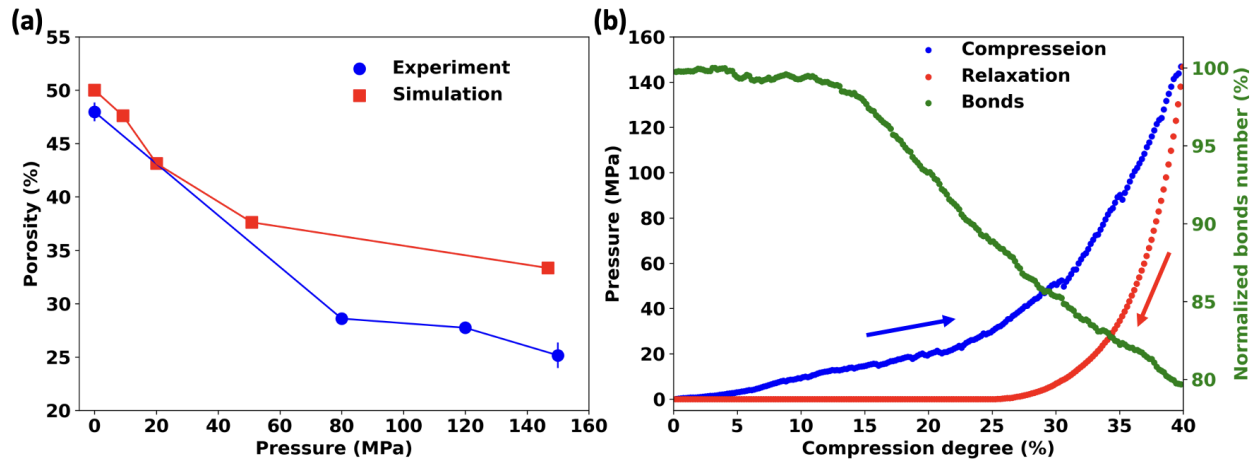 (a)
55
50
45
40
35
30
25
20
Porosity (%)
Experiment
Simulation
0 20 40 60 80 100 120 140 160
Pressure (MPa)
(b)
160
140
120
100
80
60
40
20
0
Pressure (MPa)
Compresseion
Relaxation
Bonds
0 5 10 15 20 25 30 35 40
Compression degree (%)
100
95
90
85
80
Normalized bonds number (%)